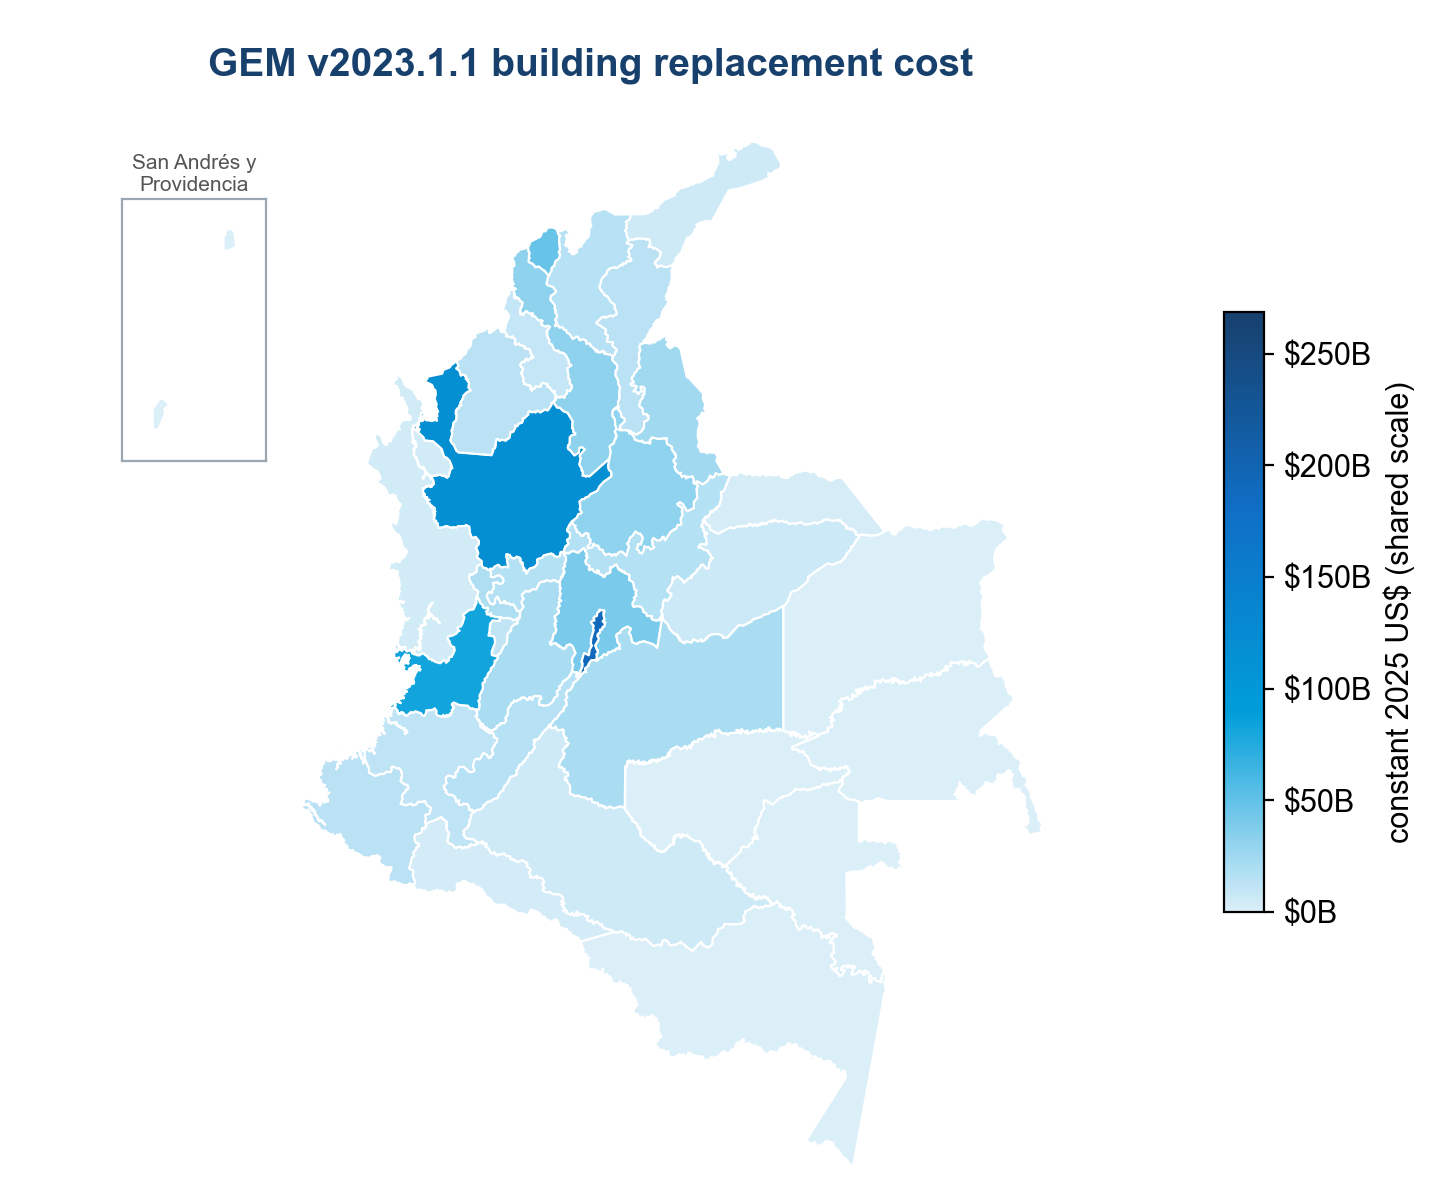 GEM v2023.1.1 building replacement cost
San Andrés y
Providencia
$250B
$200B
$150B
$100B
$50B
$0B
constant 2025 US$ (shared scale)